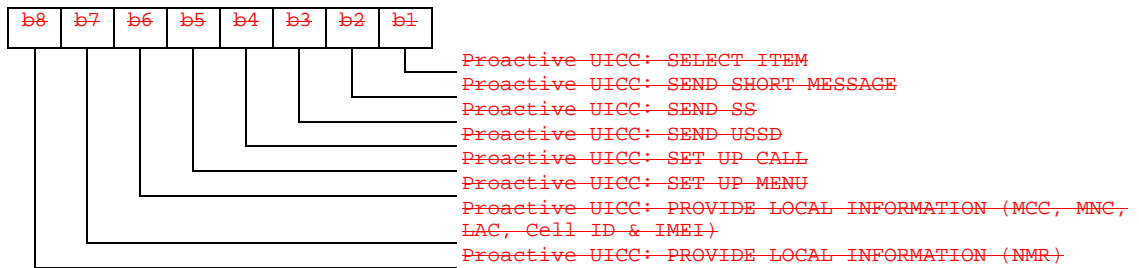 b8 b7 b6 b5 b4 b3 b2 b1
Proactive UICC: SELECT ITEM
Proactive UICC: SEND SHORT MESSAGE
Proactive UICC: SEND SS
Proactive UICC: SEND USSD
Proactive UICC: SET UP CALL
Proactive UICC: SET UP MENU
Proactive UICC: PROVIDE LOCAL INFORMATION (MCC, MNC,
LAC, Cell ID & IMEI)
Proactive UICC: PROVIDE LOCAL INFORMATION (NMR)